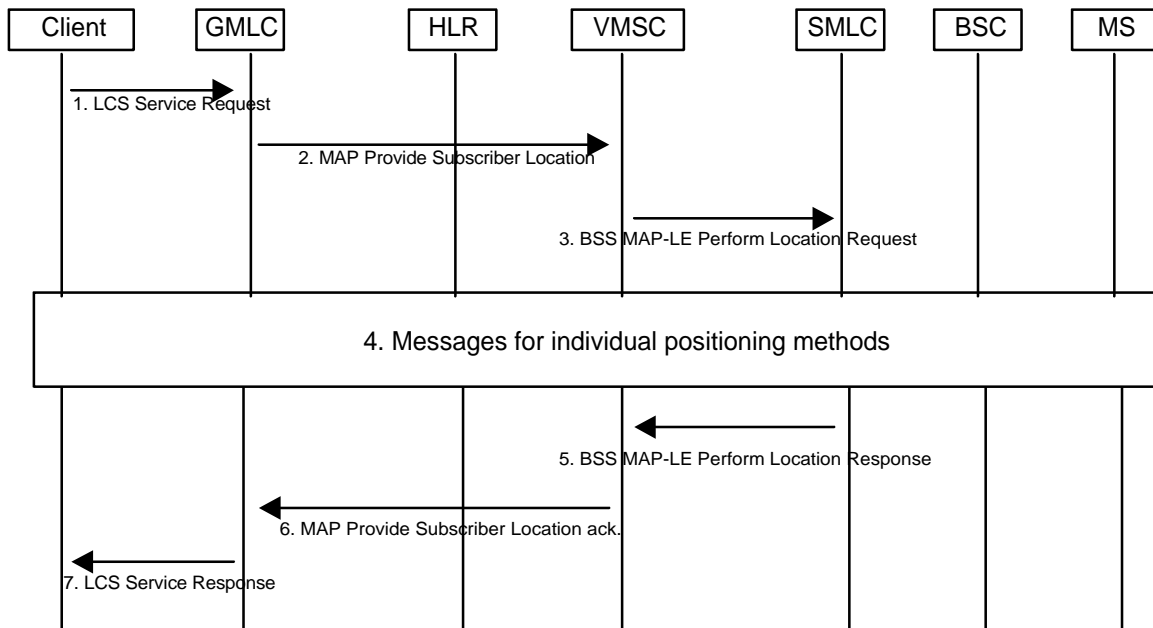 Client GMLC HLR VMSC SMLC BSC MS
1. LCS Service Request
2. MAP Provide Subscriber Location
3. BSS MAP-LE Perform Location Request
4. Messages for individual positioning methods
5. BSS MAP-LE Perform Location Response
6. MAP Provide Subscriber Location ack.
7. LCS Service Response